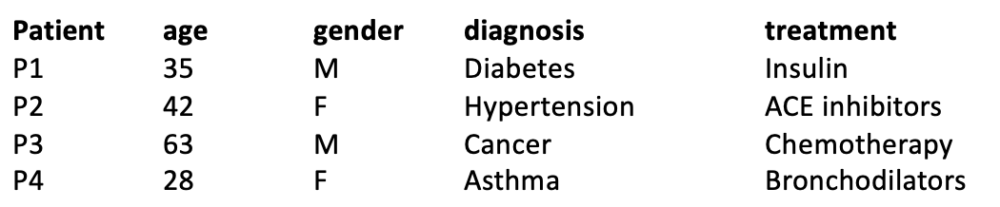 Patient age gender diagnosis treatment
P1 35 M Diabetes Insulin
P2 42 F Hypertension ACE inhibitors
P3 63 M Cancer Chemotherapy
P4 28 F Asthma Bronchodilators